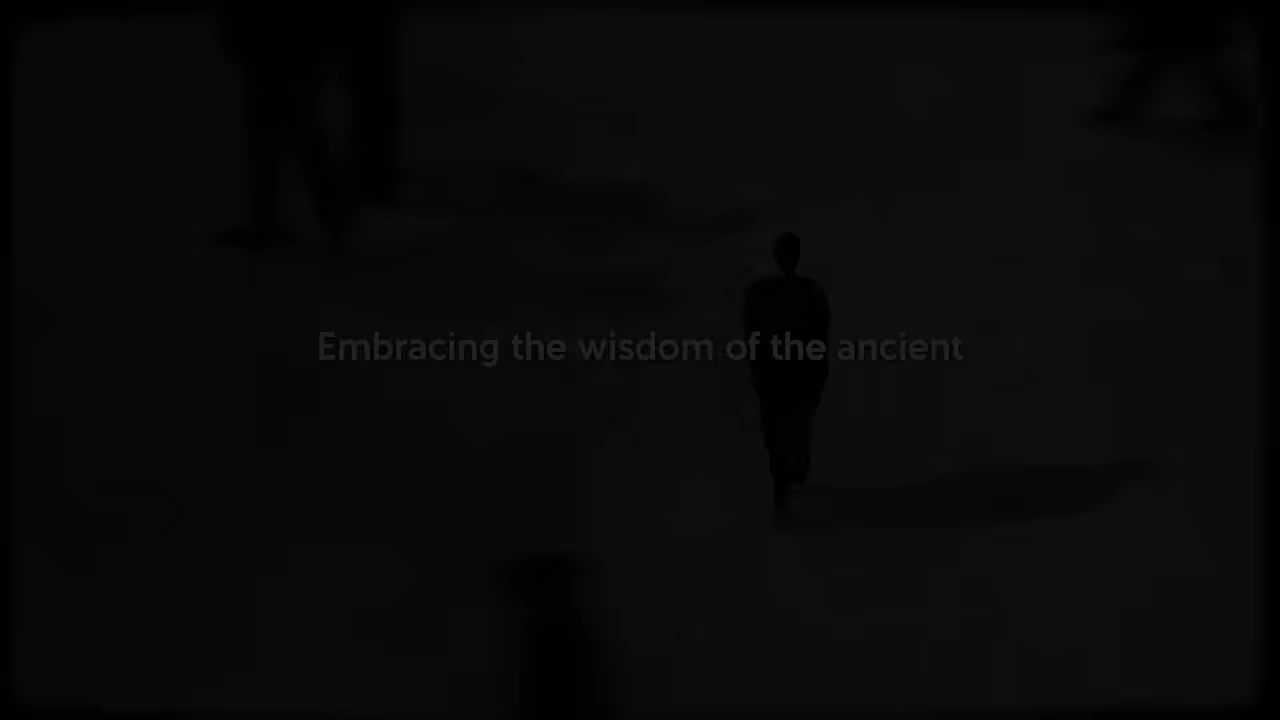 Embracing the wisdom of the ancient